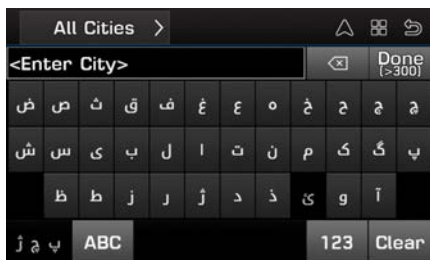 All Cities >
<Enter City>
Done
[>300]
ض ص ث ق ف غ ع ه خ ح ج چ
ش س ی ب ل ا ت ن م ک گ پ
ظ ط ز ر ژ د ذ ئ و آ
پ چ ژ ABC 123 Clear